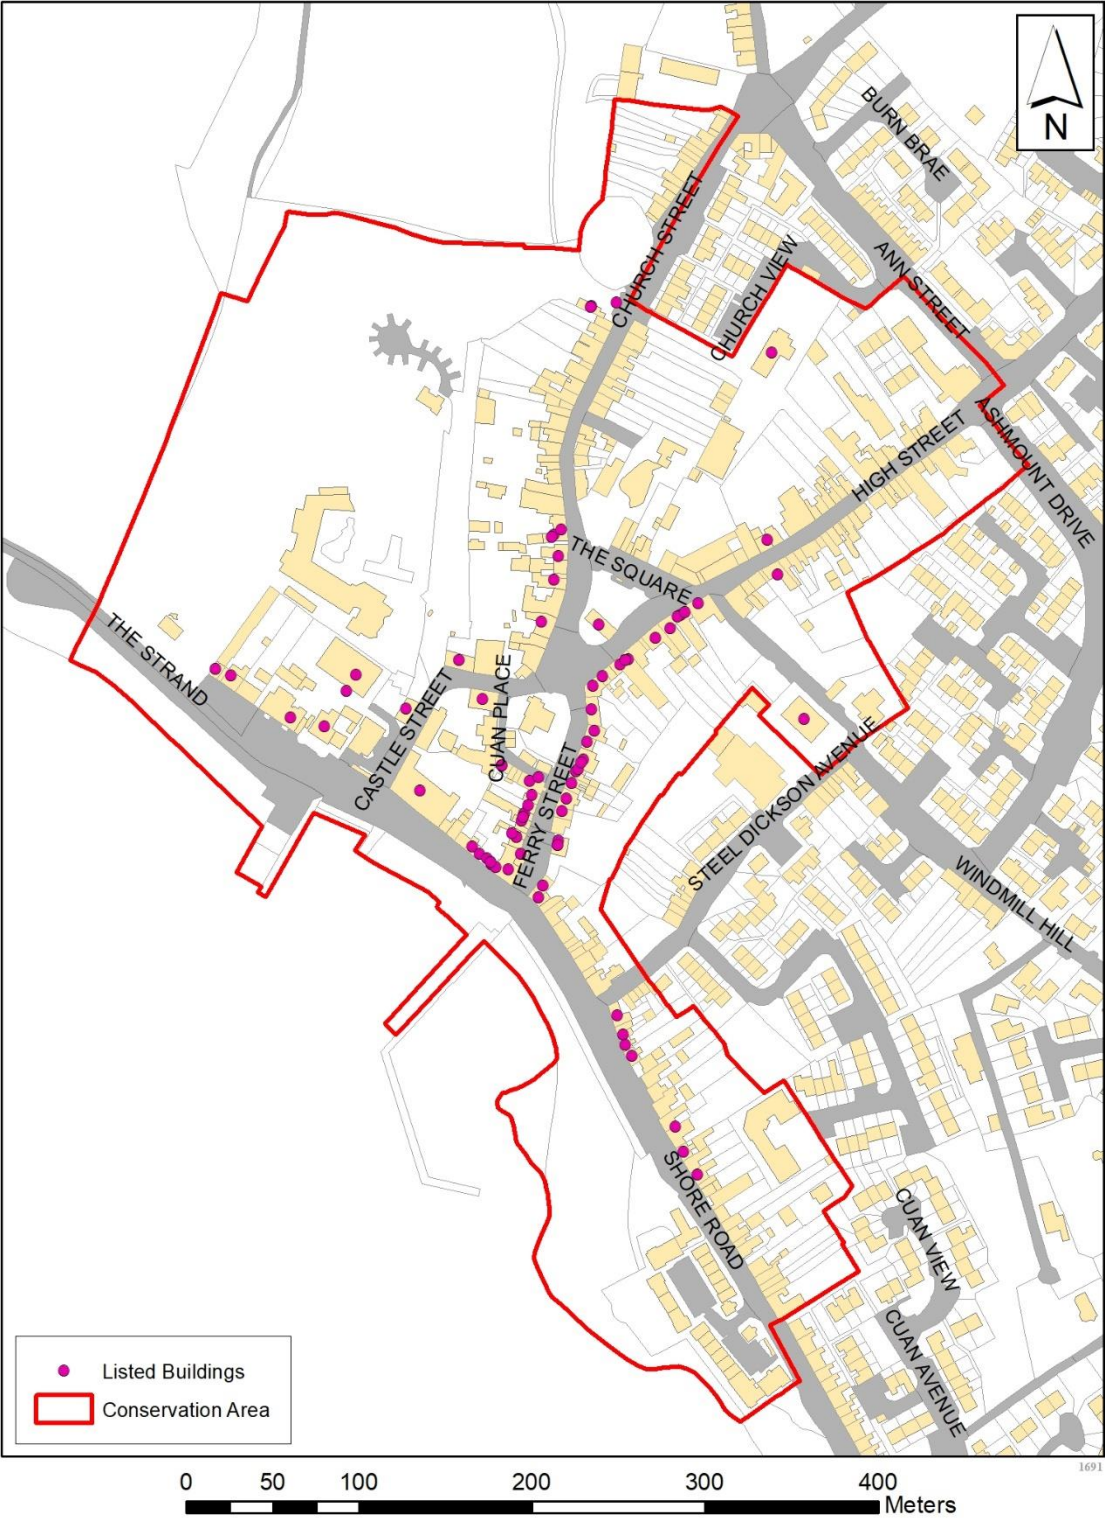 N
BURN BRAE
CHURCH STREET
CHURCH VIEW
ANN STREET
ASHMOUNT DRIVE
HIGH STREET
THE SQUARE
THE STRAND
CASTLE STREET
CUAN PLACE
FERRY STREET
STEEL DICKSON AVENUE
WINDMILL HILL
SHORE ROAD
CUAN VIEW
CUAN AVENUE
Listed Buildings
Conservation Area
1691
0 50 100 200 300 400
Meters